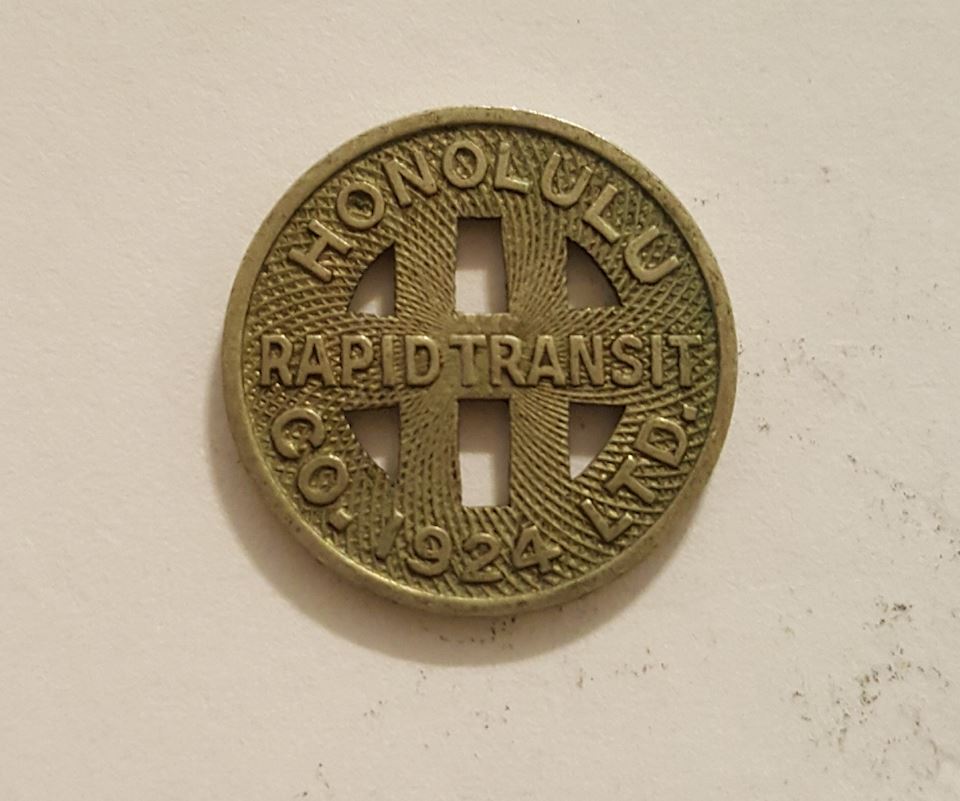 HONOLULU
RAPID TRANSIT
CO. 1924 LTD.